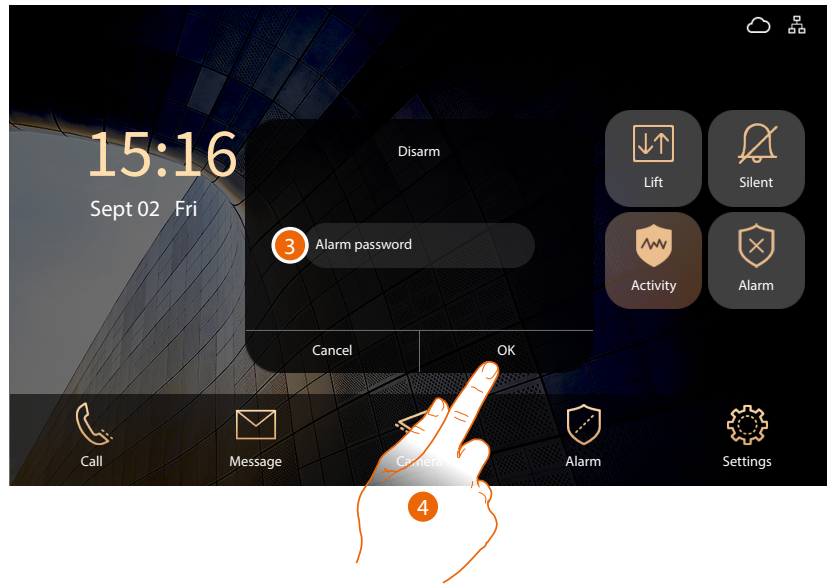 15:16
Sept 02 Fri
Disarm
3 Alarm password
Cancel
OK
Lift
Silent
Activity
Alarm
Call
Message
Camera
Alarm
Settings
4